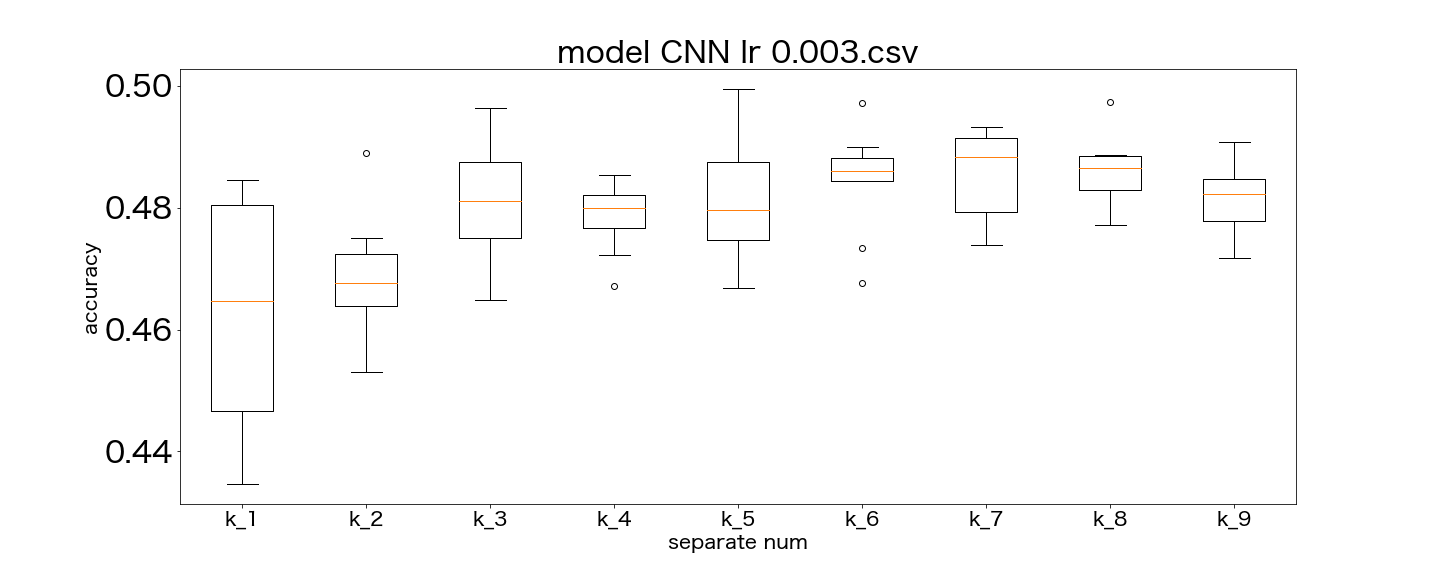 model CNN lr 0.003.csv
0.50
0.48
0.46
0.44
accuracy
k_1 k_2 k_3 k_4 k_5 k_6 k_7 k_8 k_9
separate num